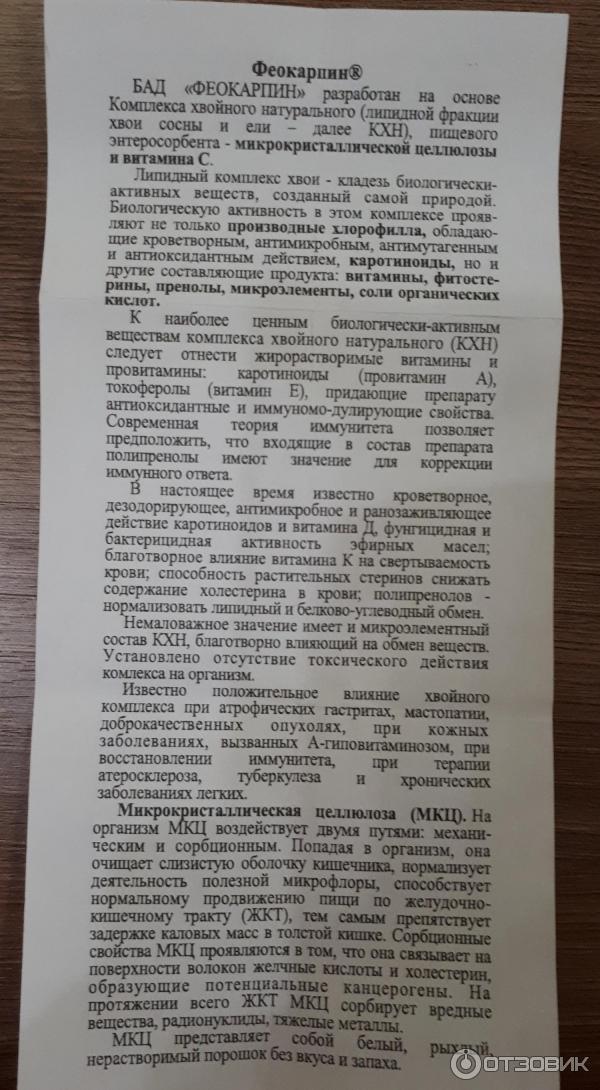 Феокарпин®
БАД «ФЕОКАРПИН» разработан на основе
Комплекса хвойного натурального (липидной фракции
хвои сосны и ели – далее КХН), пищевого
энтеросорбента - микрокристаллической целлюлозы
и витамина С.
Липидный комплекс хвои - кладезь биологически-
активных веществ, созданный самой природой.
Биологическую активность в этом комплексе прояв-
ляют не только производные хлорофилла, обладаю-
щие кроветворным, антимикробным, антимутагенным
и антиоксидантным действием, каротиноиды, но и
другие составляющие продукта: витамины, фитосте-
рины, пренолы, микроэлементы, соли органических
кислот.
К наиболее ценным биологически-активным
веществам комплекса хвойного натурального (КХН)
следует отнести жирорастворимые витамины и
провитамины: каротиноиды (провитамин А),
токоферолы (витамин Е), придающие препарату
антиоксидантные и иммуномо-дулирующие свойства.
Современная теория иммунитета позволяет
предположить, что входящие в состав препарата
полипренолы имеют значение для коррекции
иммунного ответа.
В настоящее время известно кроветворное,
дезодорирующее, антимикробное и ранозаживляющее
действие каротиноидов и витамина Д, фунгицидная и
бактерицидная активность эфирных масел;
благотворное влияние витамина К на свертываемость
крови; способность растительных стеринов снижать
содержание холестерина в крови; полипренолов -
нормализовать липидный и белково-углеводный обмен.
Немаловажное значение имеет и микроэлементный
состав КХН, благотворно влияющий на обмен веществ.
Установлено отсутствие токсического действия
комлекса на организм.
Известно положительное влияние хвойного
комплекса при атрофических гастритах, мастопатии,
доброкачественных опухолях, при кожных
заболеваниях, вызванных А-гиповитаминозом, при
восстановлении иммунитета, при терапии
атеросклероза, туберкулеза и хронических
заболеваниях легких.
Микрокристаллическая целлюлоза (МКЦ). На
организм МКЦ воздействует двумя путями: механи-
ческим и сорбционным. Попадая в организм, она
очищает слизистую оболочку кишечника, нормализует
деятельность полезной микрофлоры, способствует
нормальному продвижению пищи по желудочно-
кишечному тракту (ЖКТ), тем самым препятствует
задержке каловых масс в толстой кишке. Сорбционные
свойства МКЦ проявляются в том, что она связывает на
поверхности волокон желчные кислоты и холестерин,
образующие потенциальные канцерогены. На
протяжении всего ЖКТ МКЦ сорбирует вредные
вещества, радионуклиды, тяжелые металлы.
МКЦ представляет собой белый, рыхлый,
нерастворимый порошок без вкуса и запаха.
ОТЗОВИК